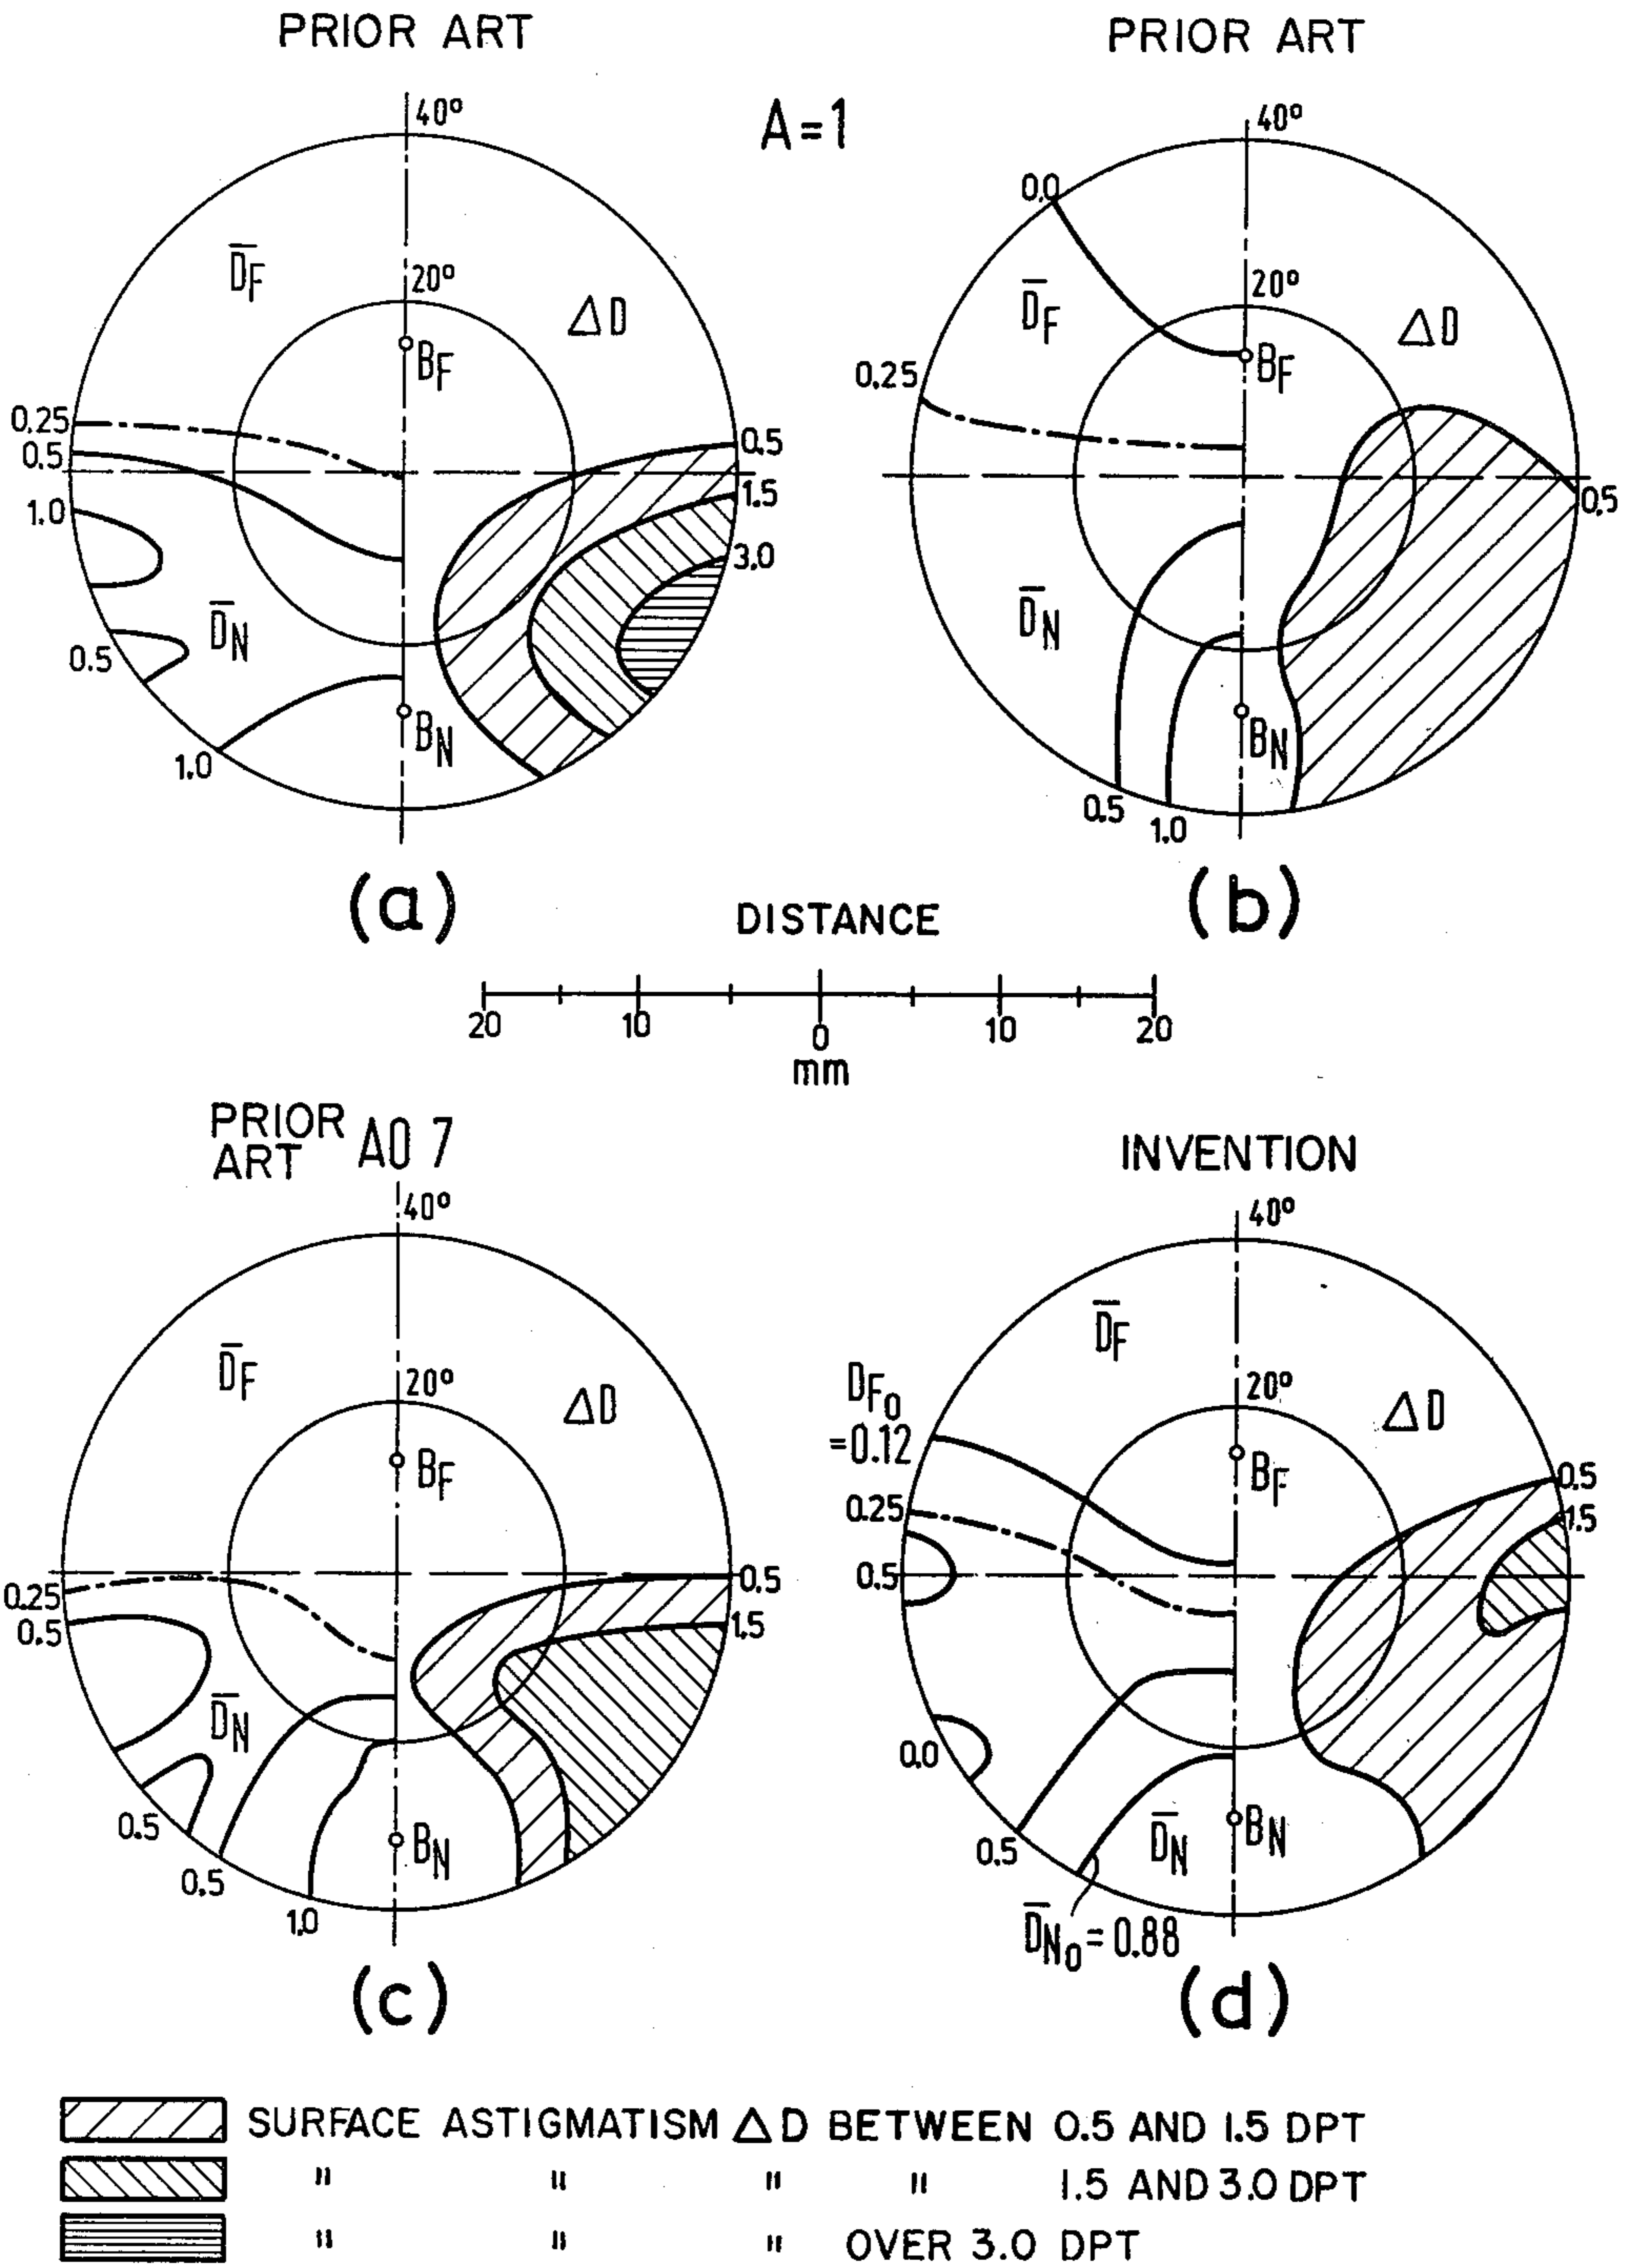 PRIOR ART
PRIOR ART
A=1
40°
D̄F
20°
ΔD
BF
0.25
0.5
1.0
0.5
1.5
3.0
D̄N
0.5
BN
1.0
(a)
40°
0.0
20°
D̄F
ΔD
BF
0.25
0.5
D̄N
BN
0.5
1.0
(b)
DISTANCE
20 10 0 10 20
mm
PRIOR
ART AO 7
40°
D̄F
20°
ΔD
BF
0.25
0.5
0.5
1.5
D̄N
BN
0.5
0.5
1.0
(c)
INVENTION
40°
D̄F
20°
DF0
=0.12
ΔD
BF
0.25
0.5
0.5
1.5
0.0
0.5
D̄N
BN
D̄N0=0.88
(d)
SURFACE ASTIGMATISM ΔD BETWEEN 0.5 AND 1.5 DPT
" " " " 1.5 AND 3.0 DPT
" " " OVER 3.0 DPT